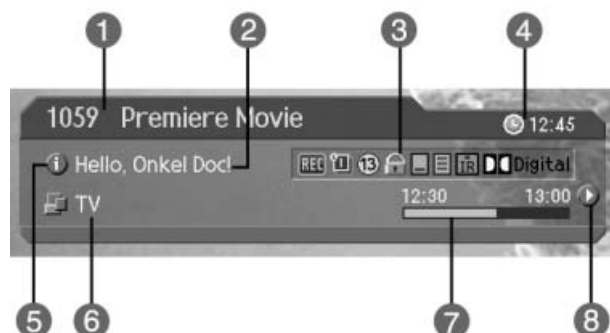 1 2 3 4
1059 Premiere Movie 12:45
Hello, Onkel Doc!
REC 13 IR Digital
TV 12:30 13:00
5 6 7 8